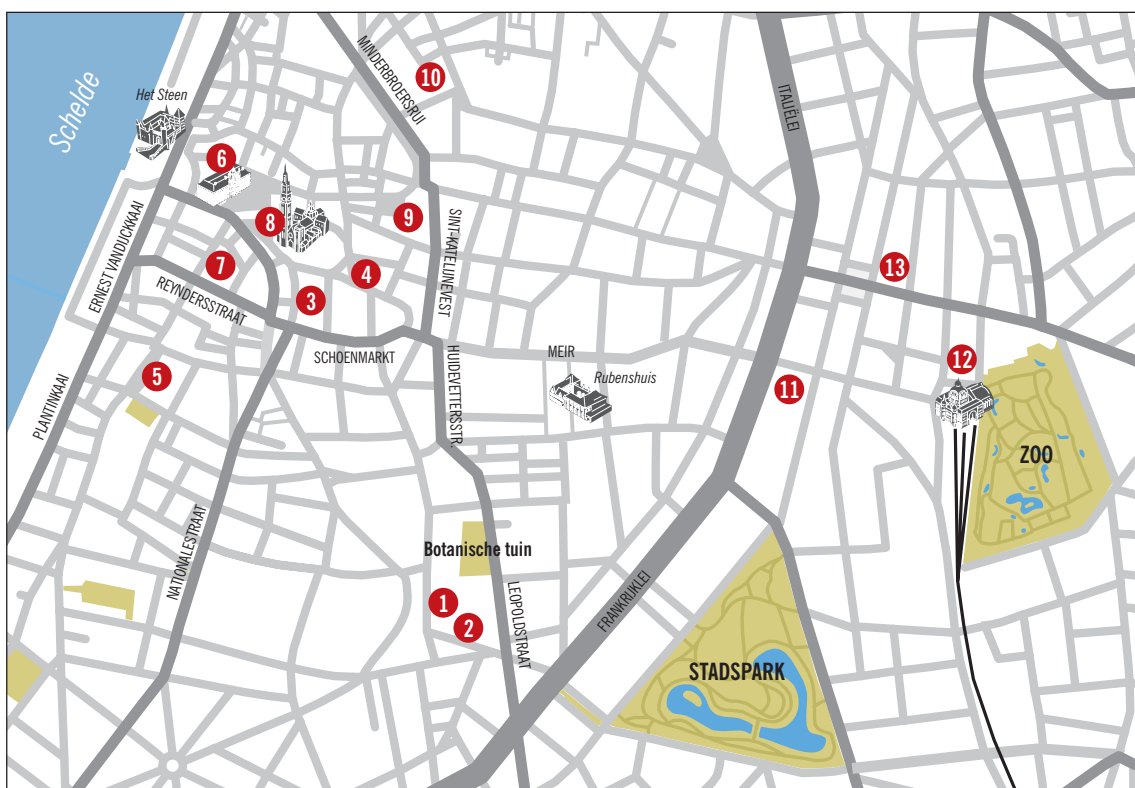 Schelde
Het Steen
MINDERBROERSRUI
10
ITALIËLEI
6
8
9
SINT-KATELIJNEVEST
ERNEST VAN DIJCKKAAI
7
4
13
REYNDERSSTRAAT
3
SCHOENMARKT
MEIR
Rubenshuis
HUIDEVETTERSSTR.
5
11
12
PLANTINKAAI
ZOO
NATIONALESTRAAT
Botanische tuin
1
2
LEOPOLDSTRAAT
FRANKRIJKLEI
STADSPARK